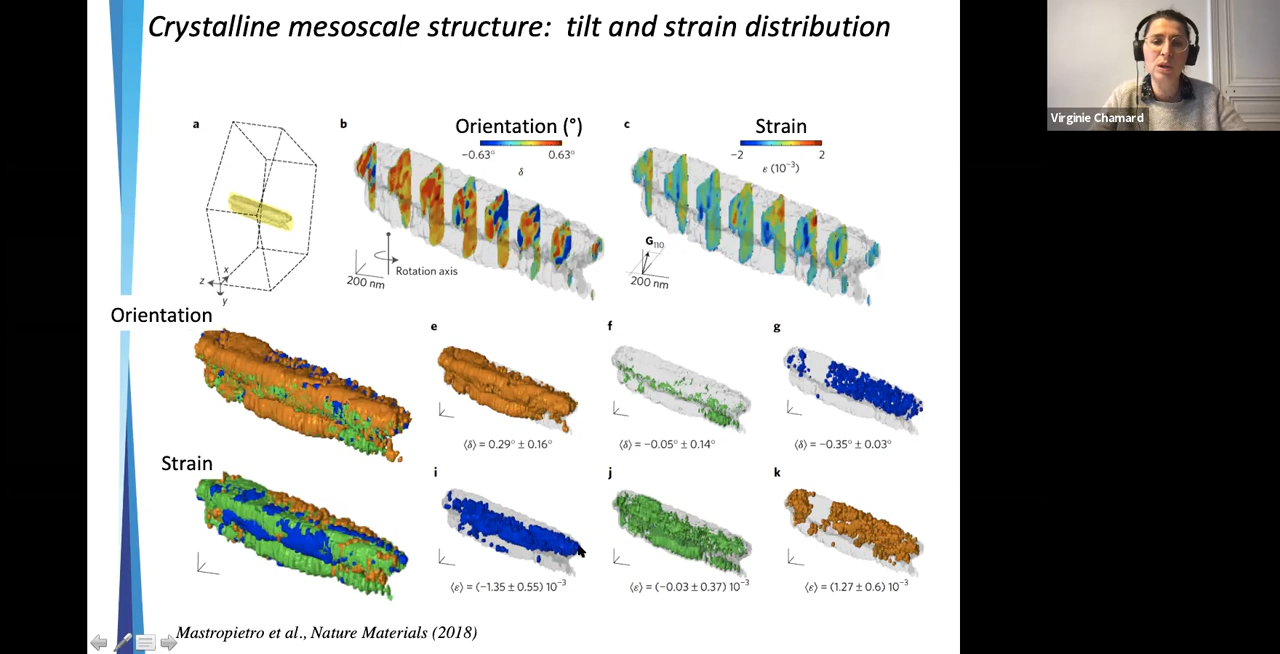 Crystalline mesoscale structure: tilt and strain distribution
Virginie Chamard
a
b
Orientation (°)
−0.63° 0.63°
δ
c
Strain
−2 2
ε (10⁻³)
z x
y
200 nm
Rotation axis
G₁₁₀
200 nm
Orientation
e
f
g
⟨δ⟩ = 0.29° ± 0.16°
⟨δ⟩ = −0.05° ± 0.14°
⟨δ⟩ = −0.35° ± 0.03°
Strain
i
j
k
⟨ε⟩ = (−1.35 ± 0.55) 10⁻³
⟨ε⟩ = (−0.03 ± 0.37) 10⁻³
⟨ε⟩ = (1.27 ± 0.6) 10⁻³
Mastropietro et al., Nature Materials (2018)